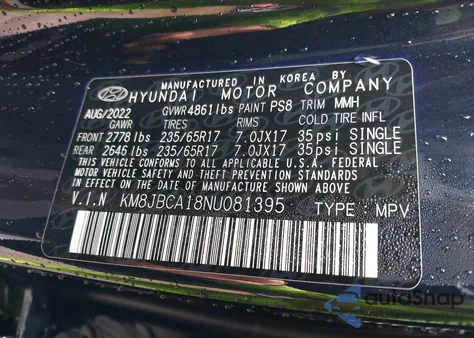 MANUFACTURED IN KOREA BY
HYUNDAI MOTOR COMPANY
AUG/2022 GVWR 4861lbs PAINT PS8 TRIM MMH
GAWR TIRES RIMS COLD TIRE INFL
FRONT 2778 lbs 235/65R17 7.0JX17 35psi SINGLE
REAR 2646 lbs 235/65R17 7.0JX17 35psi SINGLE
THIS VEHICLE CONFORMS TO ALL APPLICABLE U.S.A. FEDERAL
MOTOR VEHICLE SAFETY AND THEFT PREVENTION STANDARDS
IN EFFECT ON THE DATE OF MANUFACTURE SHOWN ABOVE
V.I.N KM8JBCA18NU081395 TYPE MPV
autoShap